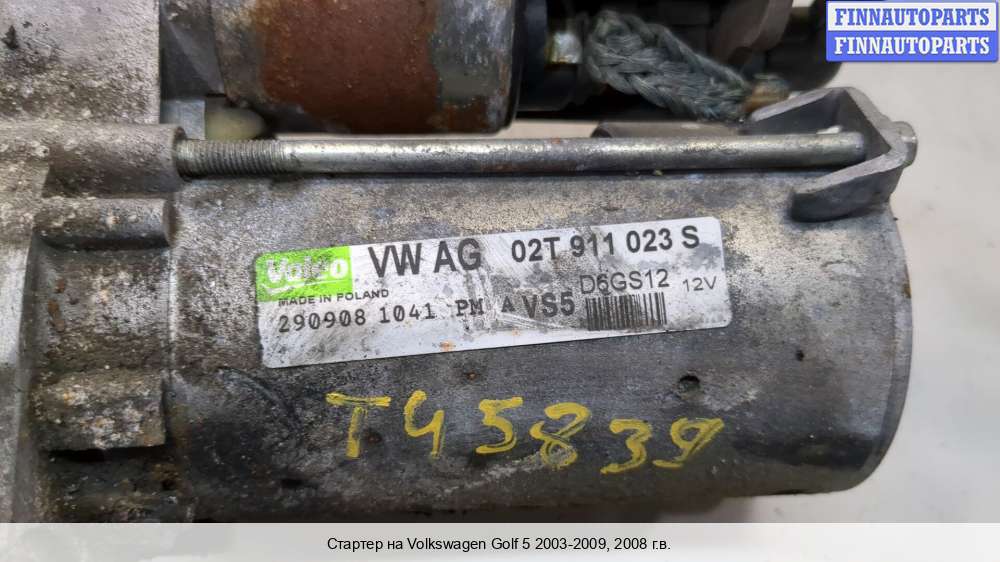 FINNAUTOPARTS
FINNAUTOPARTS
Valeo VW AG 02T 911 023 S
MADE IN POLAND D6GS12 12V
290908 1041 PM A VS5
T45839
Стартер на Volkswagen Golf 5 2003-2009, 2008 г.в.